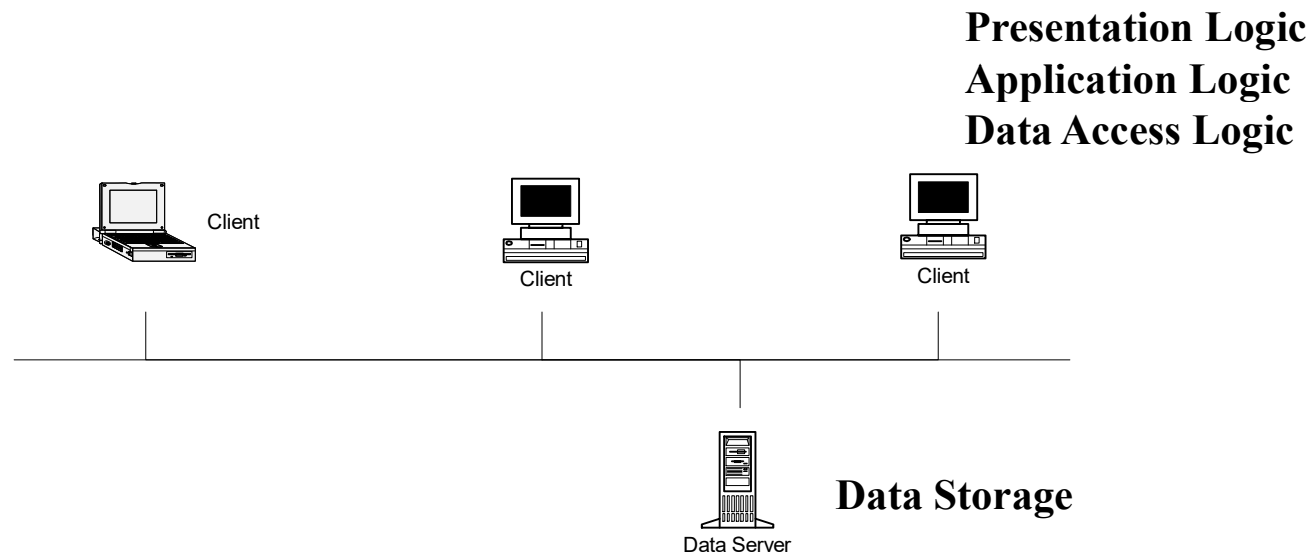 Presentation Logic
Application Logic
Data Access Logic
Client
Client
Client
Data Storage
Data Server